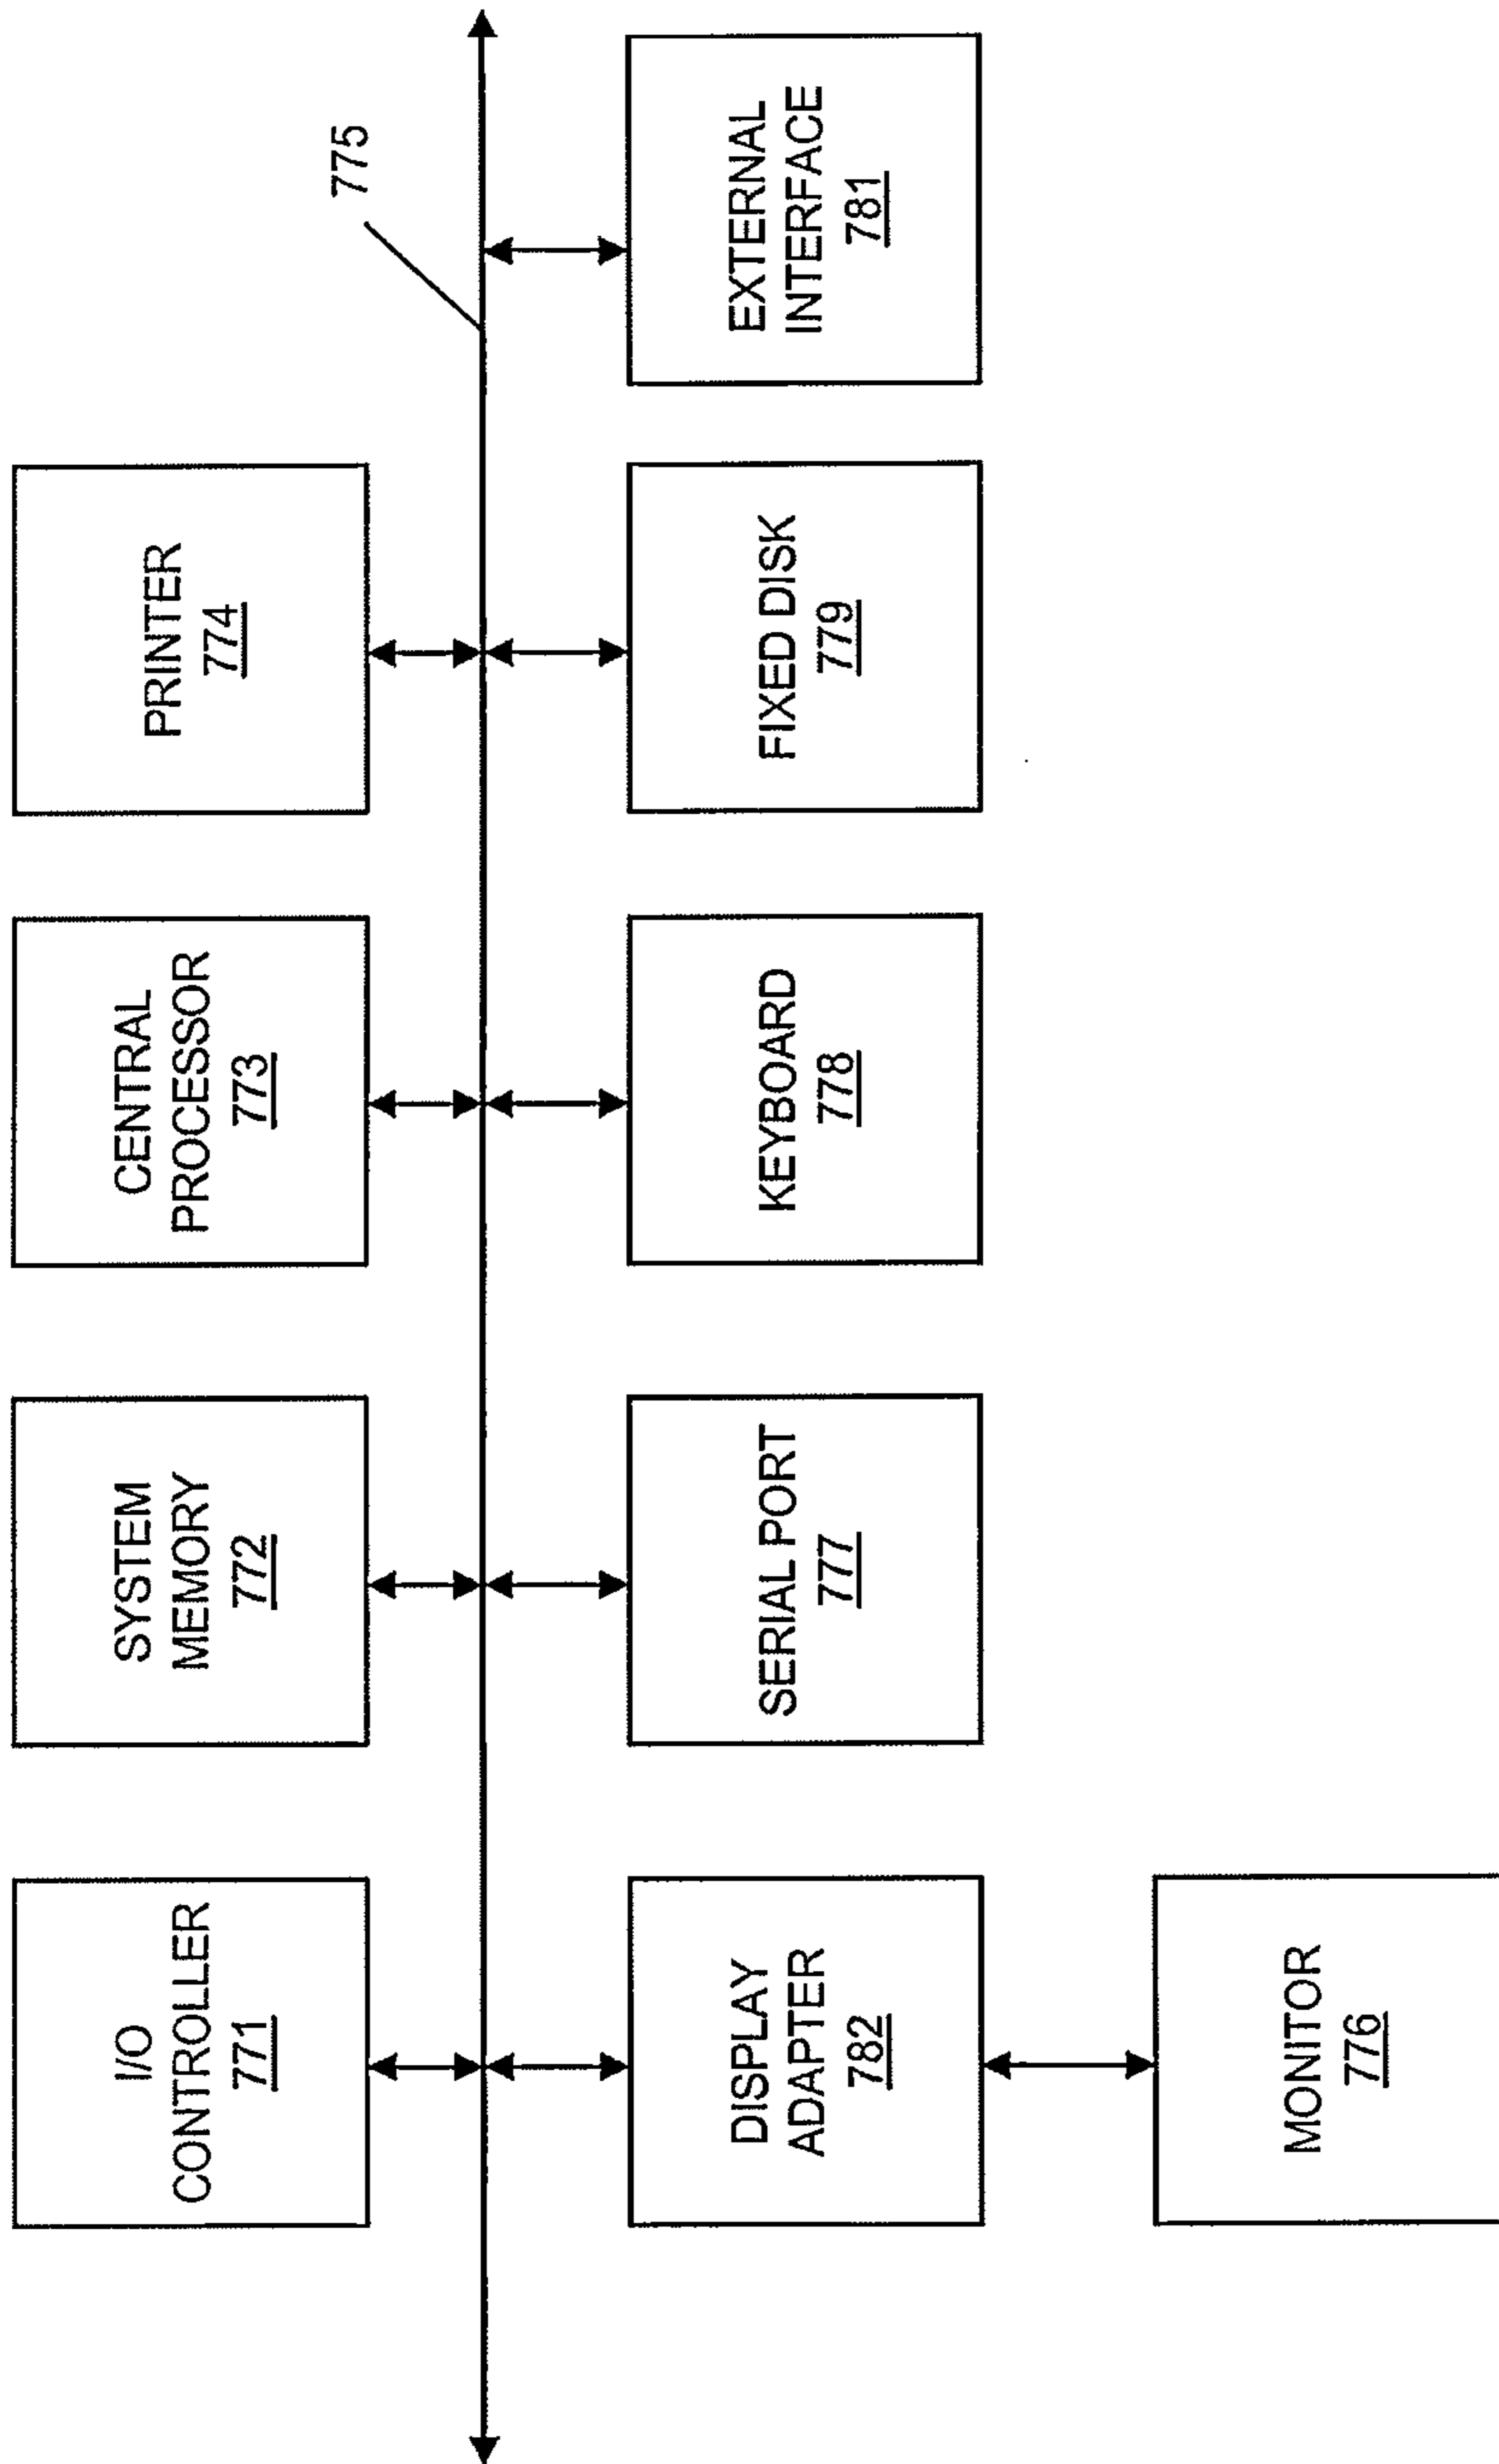 I/O
CONTROLLER
771
SYSTEM
MEMORY
772
CENTRAL
PROCESSOR
773
PRINTER
774
775
DISPLAY
ADAPTER
782
SERIAL PORT
777
KEYBOARD
778
FIXED DISK
779
EXTERNAL
INTERFACE
781
MONITOR
776